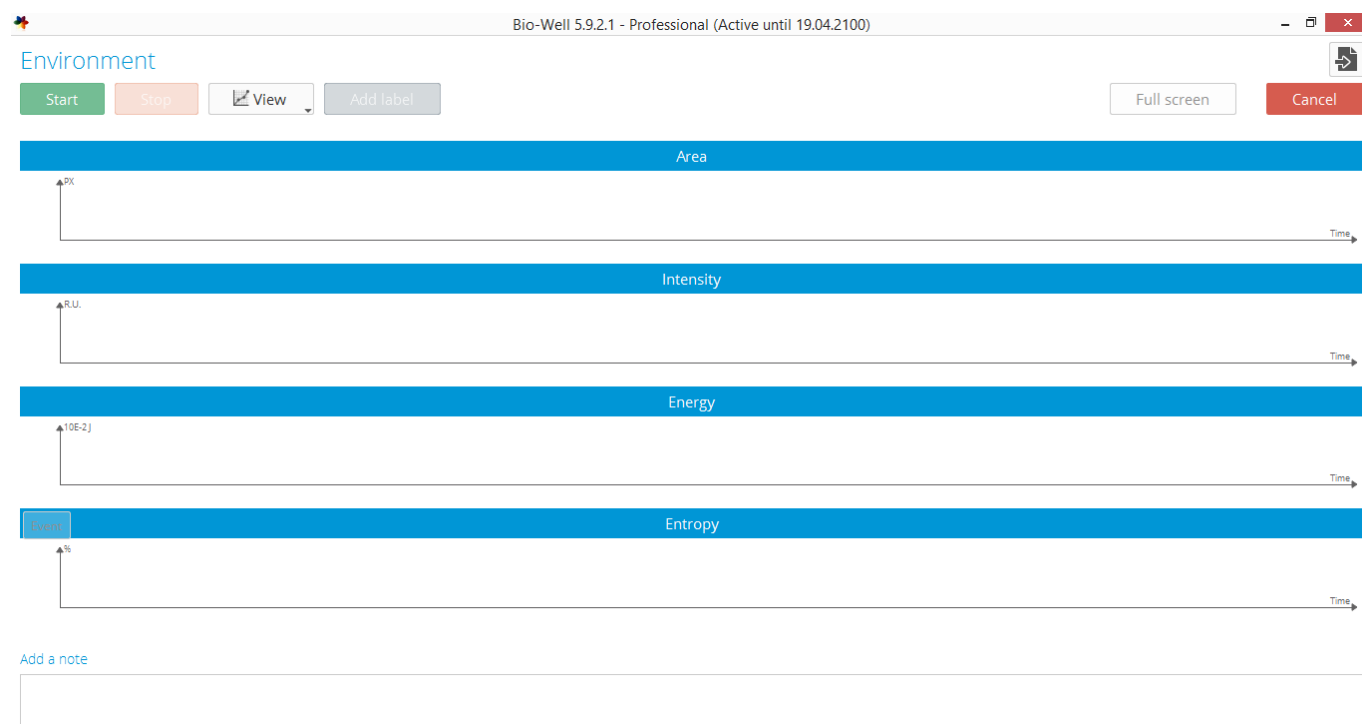 Bio-Well 5.9.2.1 - Professional (Active until 19.04.2100)
Environment
Start Stop View Add label Full screen Cancel
Area
PX
Time
Intensity
R.U.
Time
Energy
10E-2 J
Time
Entropy
%
Time
Add a note